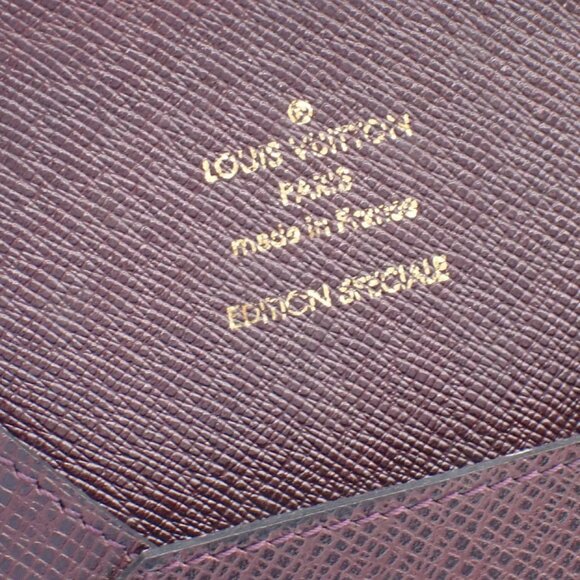 LOUIS VUITTON
PARIS
made in France
EDITION SPECIALE